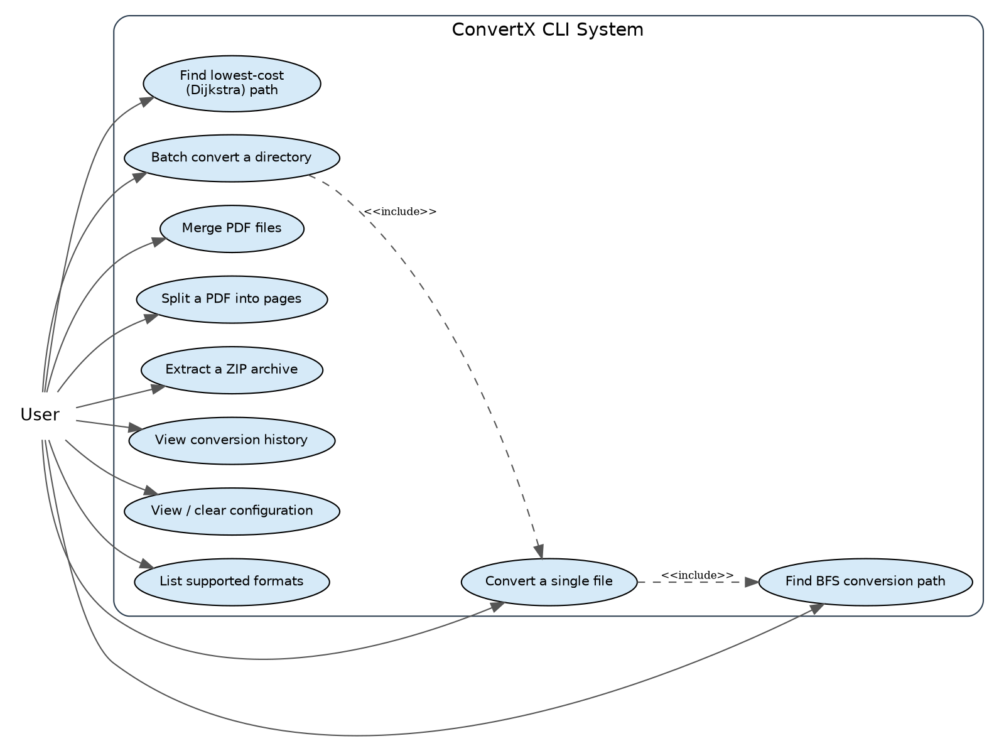 ConvertX CLI System
Find lowest-cost
(Dijkstra) path
Batch convert a directory
<<include>>
Merge PDF files
Split a PDF into pages
Extract a ZIP archive
User
View conversion history
View / clear configuration
List supported formats
Convert a single file
<<include>>
Find BFS conversion path